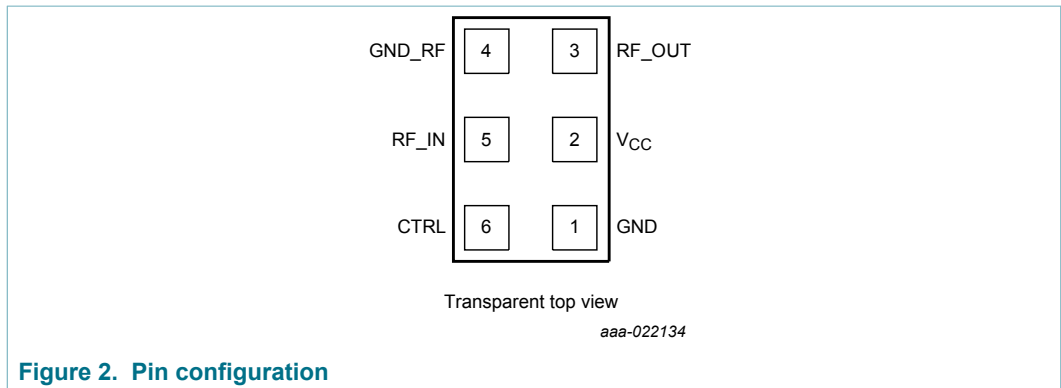 GND_RF 4 3 RF_OUT
RF_IN 5 2 VCC
CTRL 6 1 GND
Transparent top view
aaa-022134
Figure 2. Pin configuration